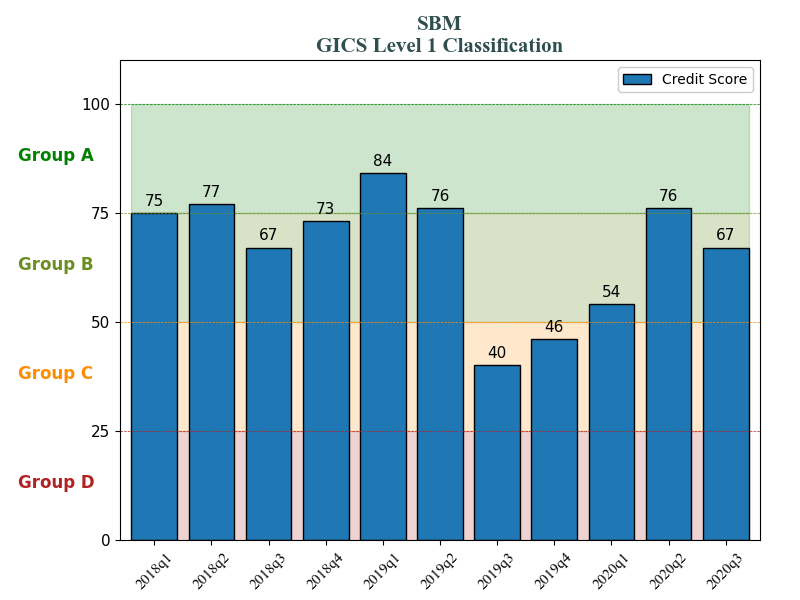 SBM
GICS Level 1 Classification
Credit Score
100
Group A
84
75
77
73
76
76
75
67
67
Group B
54
50
46
40
Group C
25
Group D
0
2018q1 2018q2 2018q3 2018q4 2019q1 2019q2 2019q3 2019q4 2020q1 2020q2 2020q3